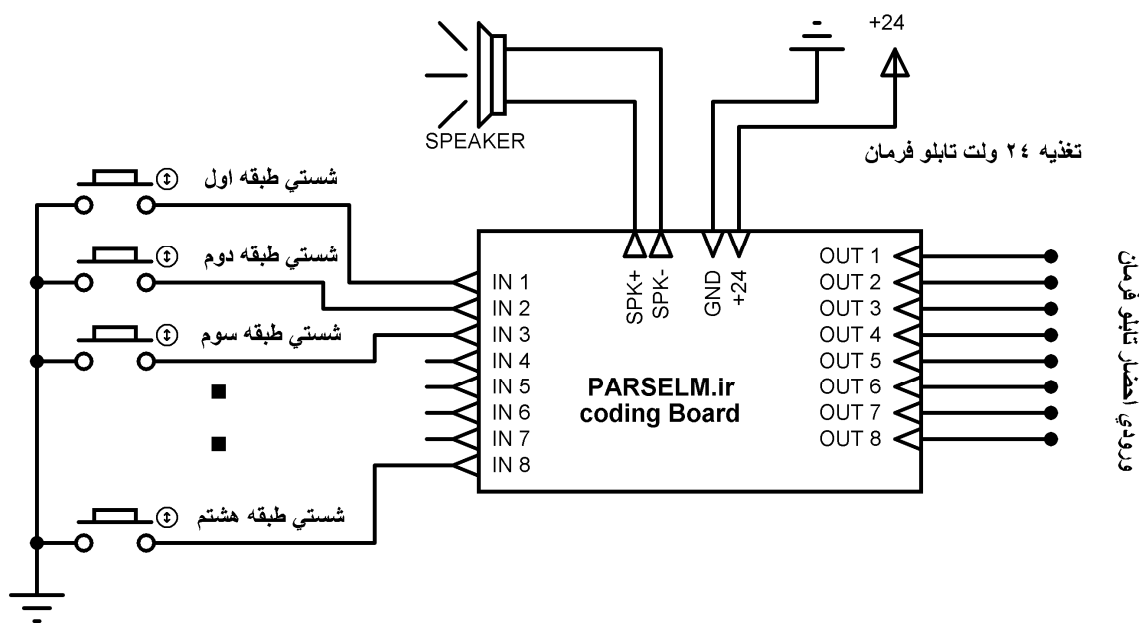 +24
SPEAKER
تغذيه ٢٤ ولت تابلو فرمان
شستي طبقه اول
شستي طبقه دوم
شستي طبقه سوم
شستي طبقه هشتم
SPK+
SPK-
GND
+24
IN 1
IN 2
IN 3
IN 4
IN 5
IN 6
IN 7
IN 8
PARSELM.ir
coding Board
OUT 1
OUT 2
OUT 3
OUT 4
OUT 5
OUT 6
OUT 7
OUT 8
ورودي احضار تابلو فرمان